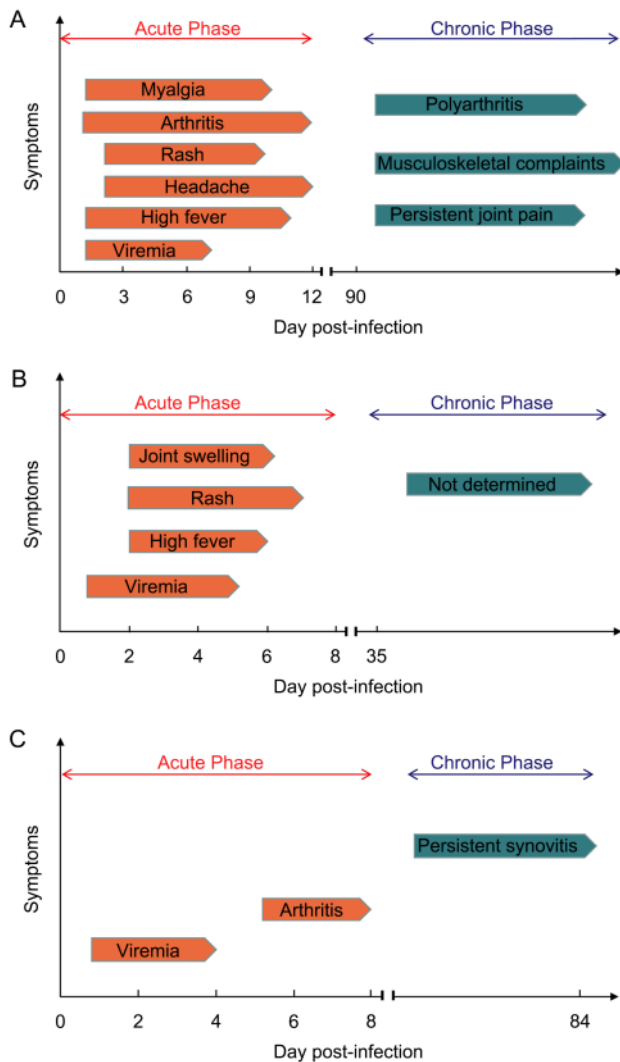 A
Acute Phase
Chronic Phase
Symptoms
Myalgia
Arthritis
Rash
Headache
High fever
Viremia
Polyarthritis
Musculoskeletal complaints
Persistent joint pain
0 3 6 9 12 90
Day post-infection
B
Acute Phase
Chronic Phase
Symptoms
Joint swelling
Rash
High fever
Viremia
Not determined
0 2 4 6 8 35
Day post-infection
C
Acute Phase
Chronic Phase
Symptoms
Persistent synovitis
Arthritis
Viremia
0 2 4 6 8 84
Day post-infection